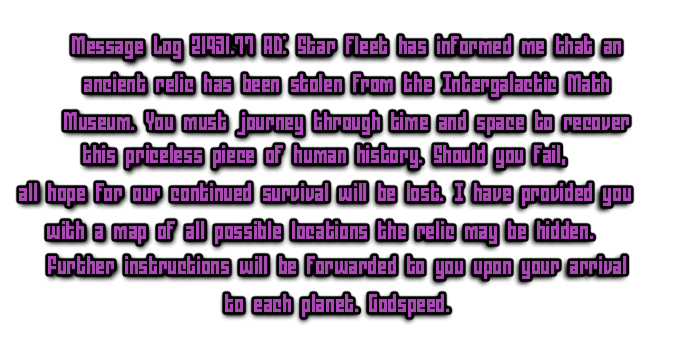 Message Log 21431.77 AD: Star Fleet has informed me that an
ancient relic has been stolen from the Intergalactic Math
Museum. You must journey through time and space to recover
this priceless piece of human history. Should you fail,
all hope for our continued survival will be lost. I have provided you
with a map of all possible locations the relic may be hidden.
Further instructions will be forwarded to you upon your arrival
to each planet. Godspeed.